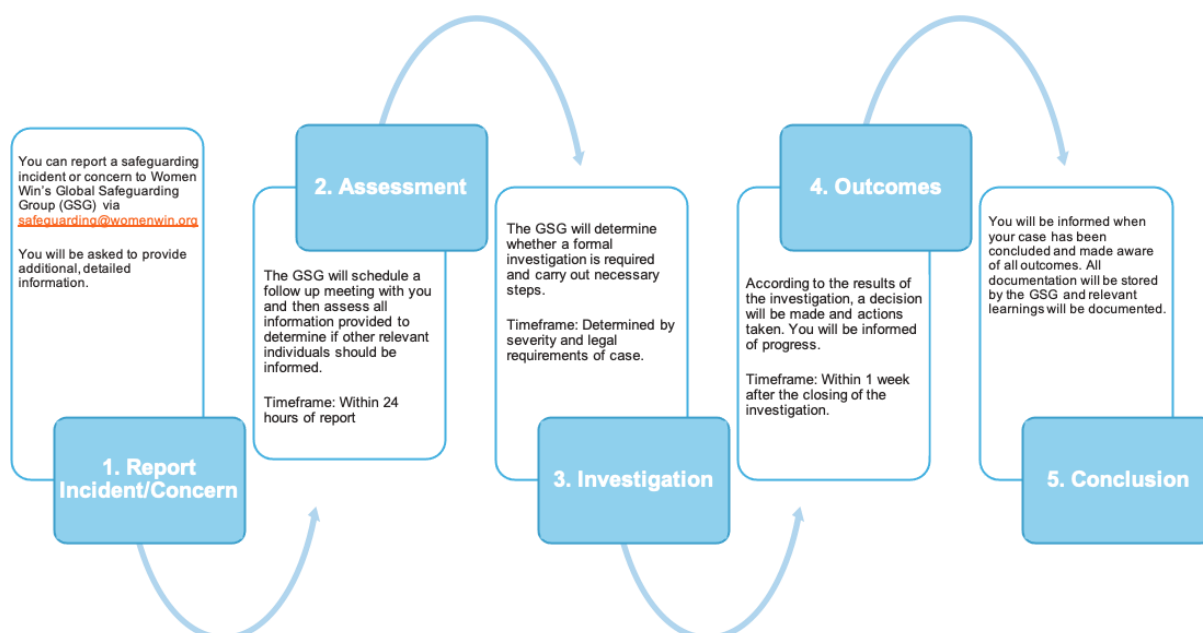 You can report a safeguarding
incident or concern to Women
Win's Global Safeguarding
Group (GSG) via
safeguarding@womenwin.org
You will be asked to provide
additional, detailed
information.
1. Report
Incident/Concern
2. Assessment
The GSG will schedule a
follow up meeting with you
and then assess all
information provided to
determine if other relevant
individuals should be
informed.
Timeframe: Within 24
hours of report
The GSG will determine
whether a formal
investigation is required
and carry out necessary
steps.
Timeframe: Determined by
severity and legal
requirements of case.
3. Investigation
4. Outcomes
According to the results of
the investigation, a decision
will be made and actions
taken. You will be informed
of progress.
Timeframe: Within 1 week
after the closing of the
investigation.
You will be informed when
your case has been
concluded and made aware
of all outcomes. All
documentation will be stored
by the GSG and relevant
learnings will be documented.
5. Conclusion